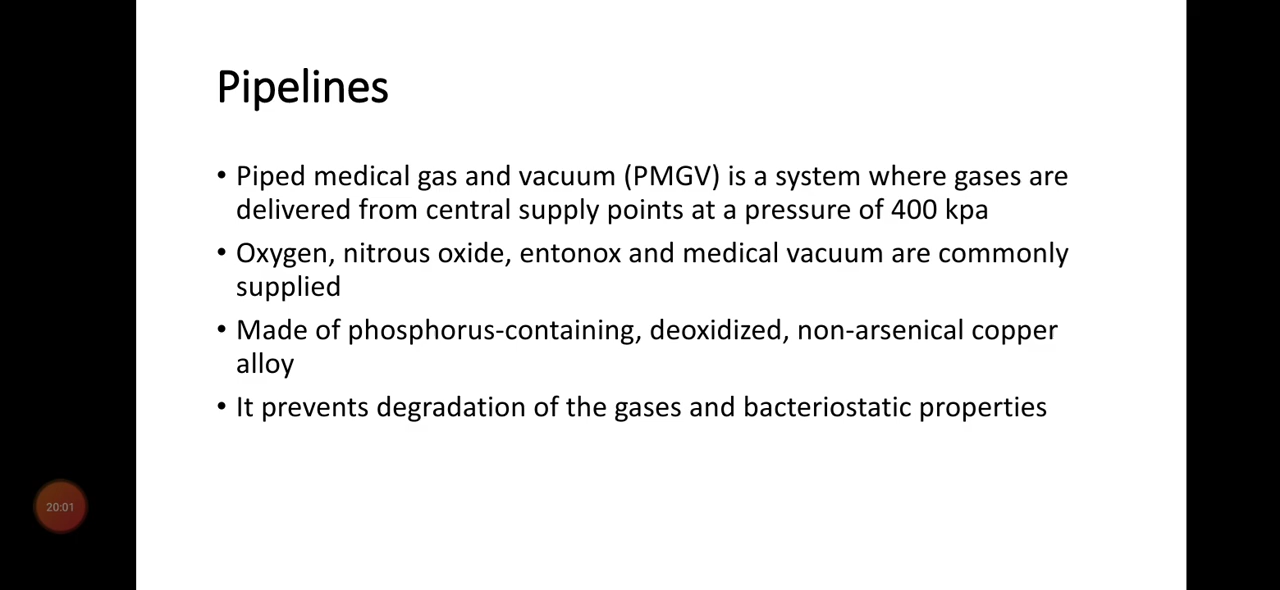 Pipelines
• Piped medical gas and vacuum (PMGV) is a system where gases are
delivered from central supply points at a pressure of 400 kpa
• Oxygen, nitrous oxide, entonox and medical vacuum are commonly
supplied
• Made of phosphorus-containing, deoxidized, non-arsenical copper
alloy
• It prevents degradation of the gases and bacteriostatic properties
20:01